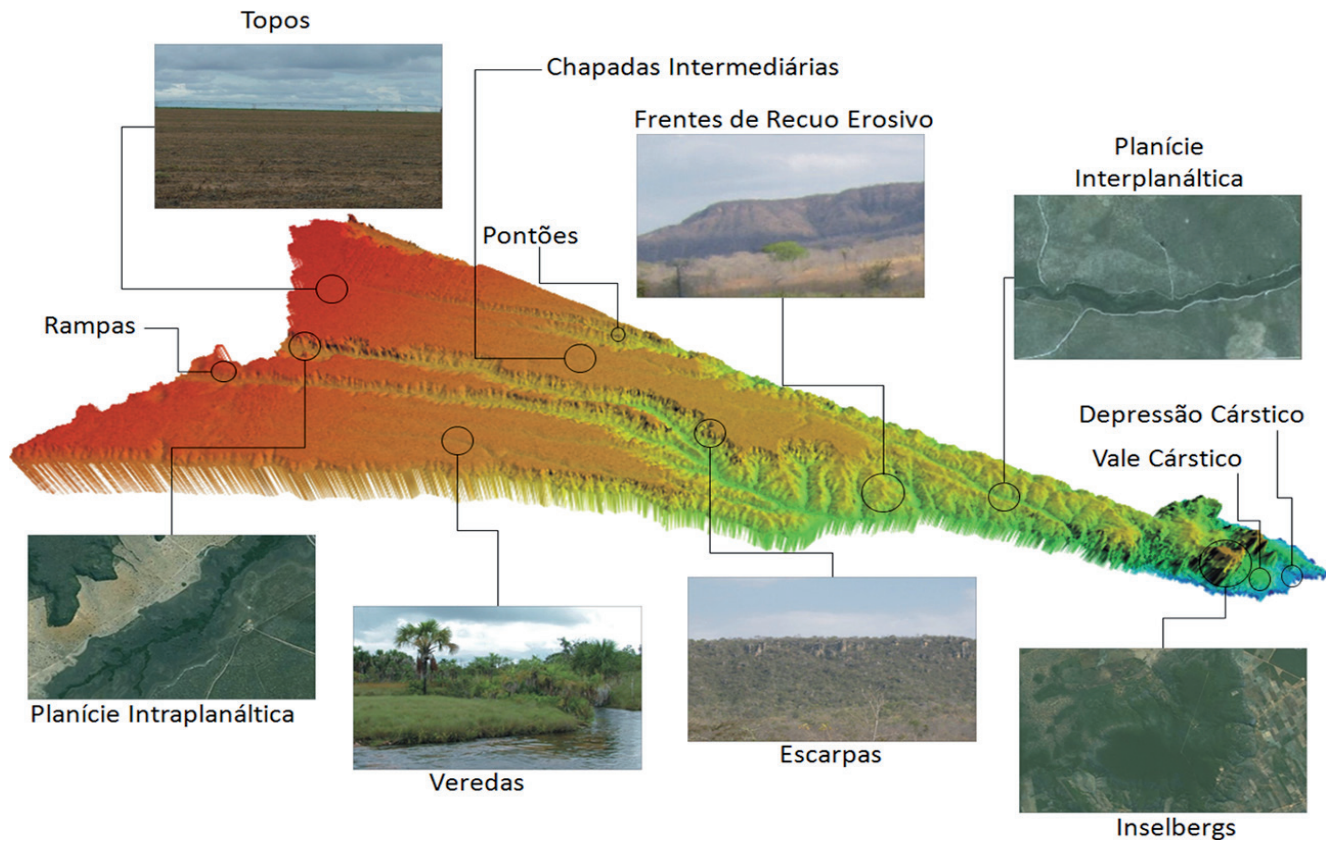 Topos
Chapadas Intermediárias
Frentes de Recuo Erosivo
Planície
Interplanáltica
Pontões
Rampas
Depressão Cárstico
Vale Cárstico
Planície Intraplanáltica
Veredas
Escarpas
Inselbergs